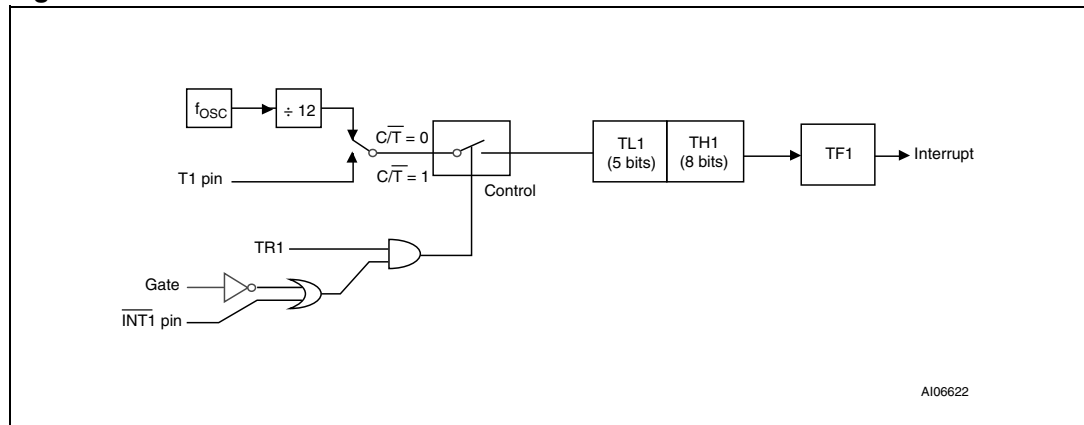 fOSC
÷ 12
C/T̅ = 0
C/T̅ = 1
T1 pin
Control
TL1
(5 bits)
TH1
(8 bits)
TF1
Interrupt
TR1
Gate
I̅N̅T̅1̅ pin
AI06622